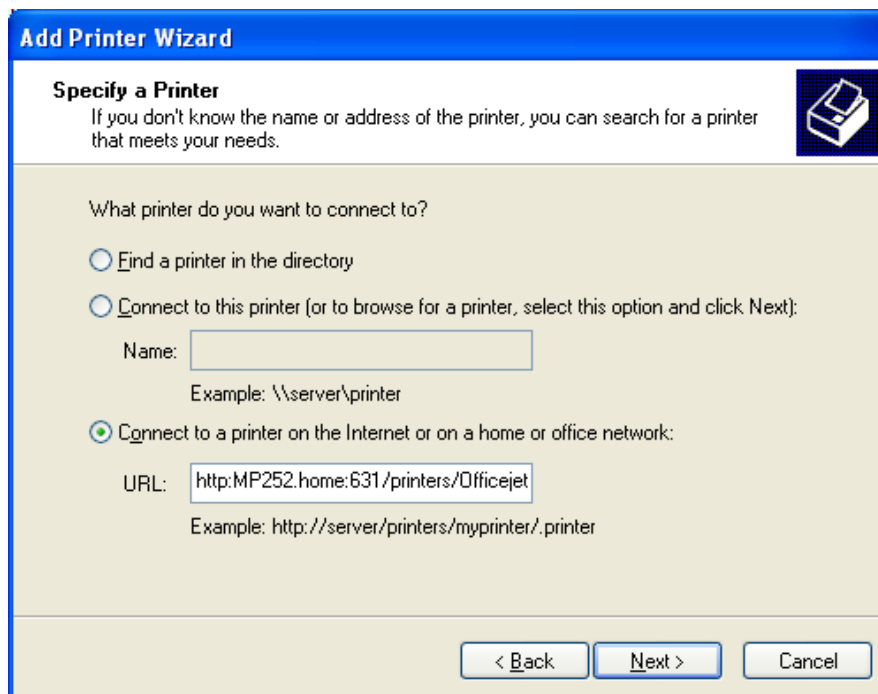 Add Printer Wizard
Specify a Printer
If you don't know the name or address of the printer, you can search for a printer
that meets your needs.
What printer do you want to connect to?
Find a printer in the directory
Connect to this printer (or to browse for a printer, select this option and click Next):
Name:
Example: \\server\printer
Connect to a printer on the Internet or on a home or office network:
URL: http:MP252.home:631/printers/Officejet
Example: http://server/printers/myprinter/.printer
< Back Next > Cancel